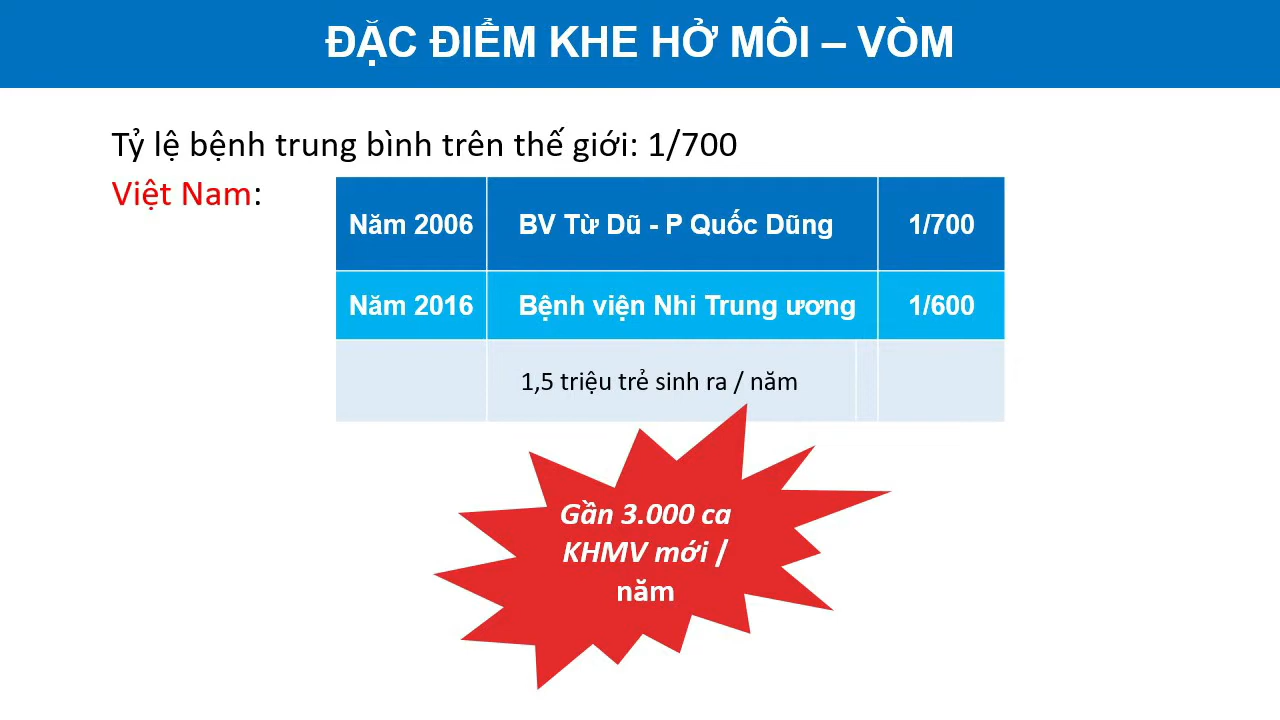 ĐẶC ĐIỂM KHE HỞ MÔI – VÒM
Tỷ lệ bệnh trung bình trên thế giới: 1/700
Việt Nam:
Năm 2006 BV Từ Dũ - P Quốc Dũng 1/700
Năm 2016 Bệnh viện Nhi Trung ương 1/600
1,5 triệu trẻ sinh ra / năm
Gần 3.000 ca
KHMV mới /
năm